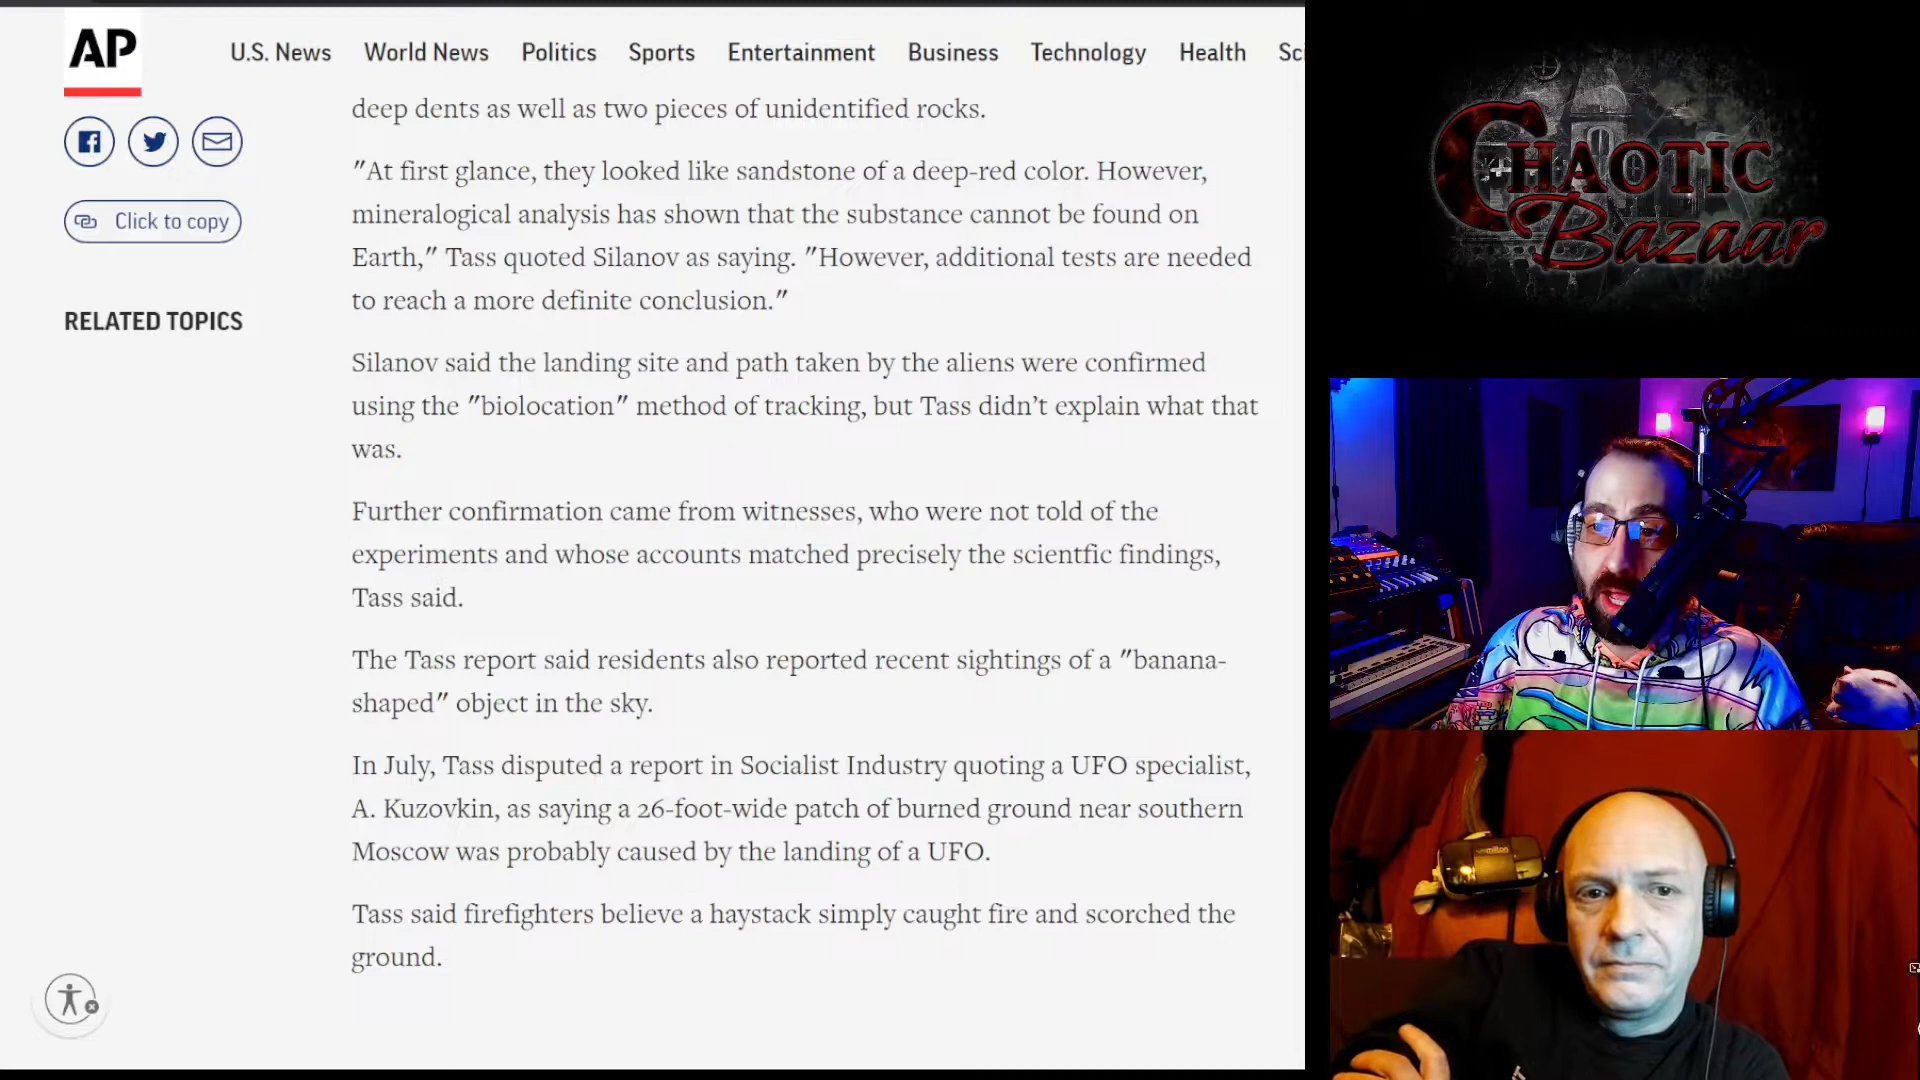 AP
U.S. News World News Politics Sports Entertainment Business Technology Health Sci
Click to copy
RELATED TOPICS
deep dents as well as two pieces of unidentified rocks.
"At first glance, they looked like sandstone of a deep-red color. However,
mineralogical analysis has shown that the substance cannot be found on
Earth," Tass quoted Silanov as saying. "However, additional tests are needed
to reach a more definite conclusion."
Silanov said the landing site and path taken by the aliens were confirmed
using the "biolocation" method of tracking, but Tass didn't explain what that
was.
Further confirmation came from witnesses, who were not told of the
experiments and whose accounts matched precisely the scientfic findings,
Tass said.
The Tass report said residents also reported recent sightings of a "banana-
shaped" object in the sky.
In July, Tass disputed a report in Socialist Industry quoting a UFO specialist,
A. Kuzovkin, as saying a 26-foot-wide patch of burned ground near southern
Moscow was probably caused by the landing of a UFO.
Tass said firefighters believe a haystack simply caught fire and scorched the
ground.
CHAOTIC
Bazaar